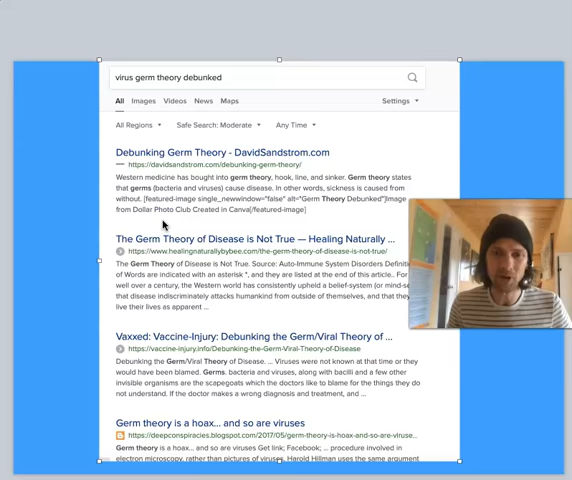 virus germ theory debunked
All Images Videos News Maps Settings
All Regions Safe Search: Moderate Any Time
Debunking Germ Theory - DavidSandstrom.com
https://davidsandstrom.com/debunking-germ-theory/
Western medicine has bought into germ theory, hook, line, and sinker. Germ theory states
that germs (bacteria and viruses) cause disease. In other words, sickness is caused from
without. [featured-image single_newwindow="false" alt="Germ Theory Debunked"]Image
from Dollar Photo Club Created in Canva[/featured-image]
The Germ Theory of Disease is Not True — Healing Naturally ...
https://www.healingnaturallybybee.com/the-germ-theory-of-disease-is-not-true/
The Germ Theory of Disease is Not True. Source: Auto-Immune System Disorders
of Words are indicated with an asterisk *, and they are listed at the end of this article.. For
well over a century, the Western world has consistently upheld a belief-system (or
that disease indiscriminately attacks humankind from outside of themselves, and that
live their lives as apparent ...
Vaxxed: Vaccine-Injury: Debunking the Germ/Viral Theory of ...
https://vaccine-injury.info/Debunking-the-Germ-Viral-Theory-of-Disease
Debunking the Germ/Viral Theory of Disease. ... Viruses were not known at that time or they
would have been blamed. Germs. bacteria and viruses, along with bacilli and a few other
invisible organisms are the scapegoats which the doctors like to blame for the things they do
not understand. If the doctor makes a wrong diagnosis and treatment, and ...
Germ theory is a hoax... and so are viruses
https://deepconspiracies.blogspot.com/2017/05/germ-theory-is-hoax-and-so-are-viruse...
Germ theory is a hoax... and so are viruses Get link; Facebook; ... procedure involved in
electron microscopy, rather than pictures of viruses. Harold Hillman uses the same argument